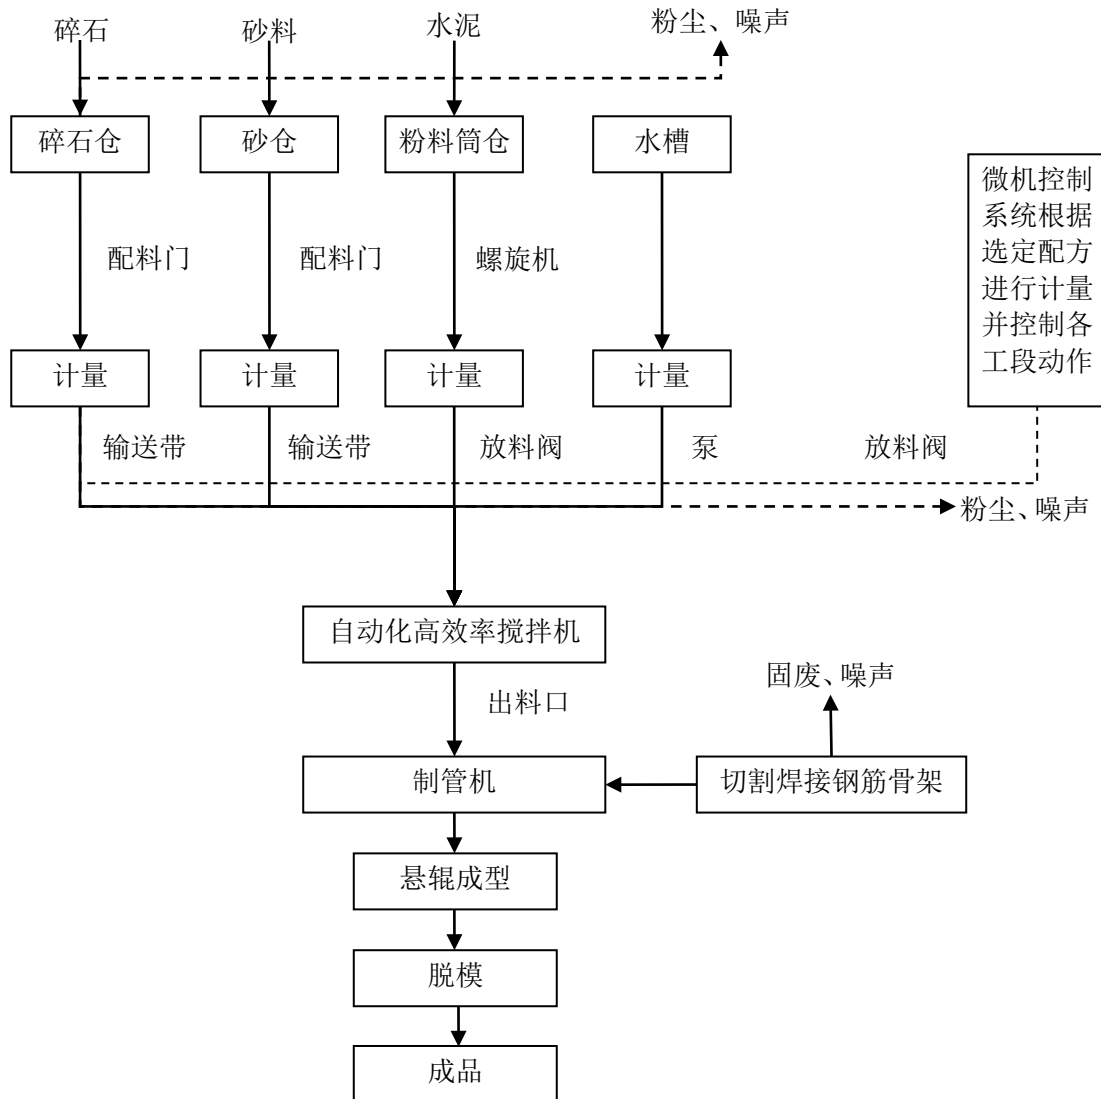 碎石
砂料
水泥
粉尘、噪声
碎石仓
砂仓
粉料筒仓
水槽
微机控制
系统根据
选定配方
进行计量
并控制各
工段动作
配料门
配料门
螺旋机
计量
计量
计量
计量
输送带
输送带
放料阀
泵
放料阀
粉尘、噪声
自动化高效率搅拌机
固废、噪声
出料口
制管机
切割焊接钢筋骨架
悬辊成型
脱模
成品